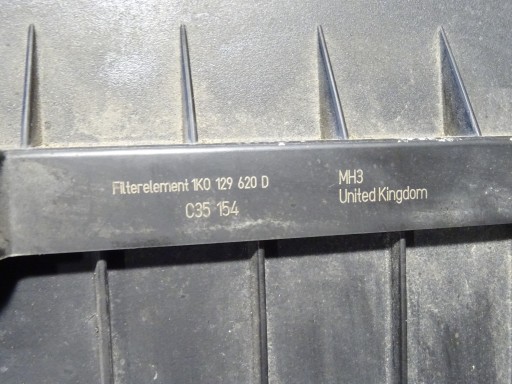 Filterelement 1K0 129 620 D
C35 154
MH3
United Kingdom